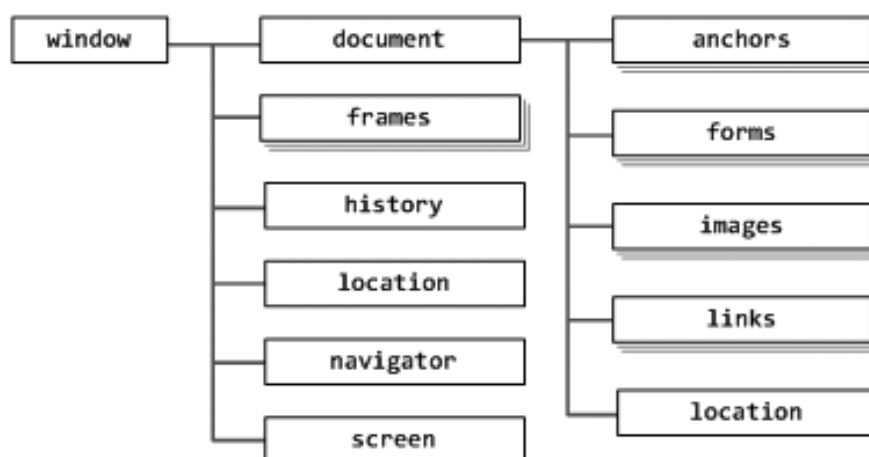 window
document
anchors
frames
forms
history
images
location
links
navigator
location
screen